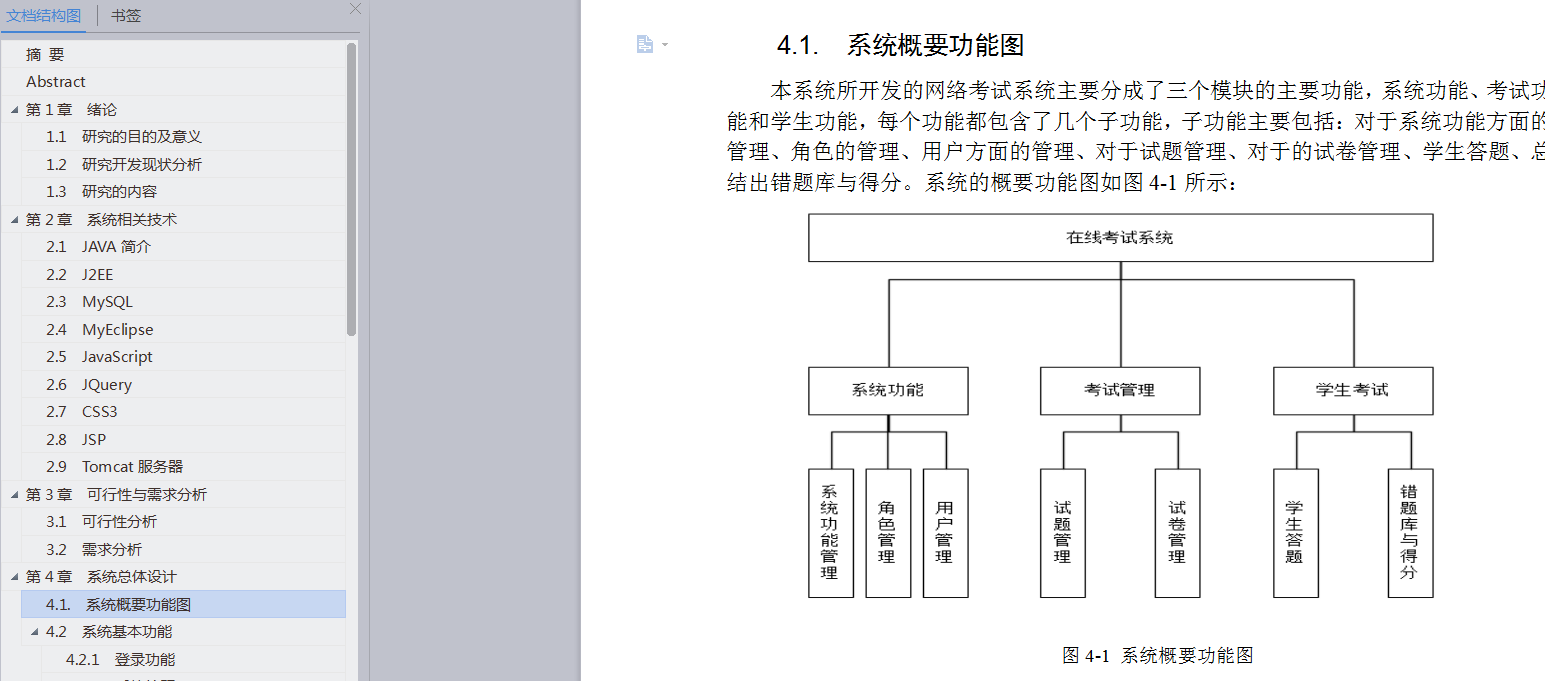 文档结构图 书签
摘 要
Abstract
第 1 章 绪论
1.1 研究的目的及意义
1.2 研究开发现状分析
1.3 研究的内容
第 2 章 系统相关技术
2.1 JAVA 简介
2.2 J2EE
2.3 MySQL
2.4 MyEclipse
2.5 JavaScript
2.6 JQuery
2.7 CSS3
2.8 JSP
2.9 Tomcat 服务器
第 3 章 可行性与需求分析
3.1 可行性分析
3.2 需求分析
第 4 章 系统总体设计
4.1. 系统概要功能图
4.2 系统基本功能
4.2.1 登录功能
4.1. 系统概要功能图
本系统所开发的网络考试系统主要分成了三个模块的主要功能，系统功能、考试功
能和学生功能，每个功能都包含了几个子功能，子功能主要包括：对于系统功能方面的
管理、角色的管理、用户方面的管理、对于试题管理、对于的试卷管理、学生答题、总
结出错题库与得分。系统的概要功能图如图 4-1 所示：
在线考试系统
系统功能
考试管理
学生考试
系统功能管理
角色管理
用户管理
试题管理
试卷管理
学生答题
错题库与得分
图 4-1 系统概要功能图